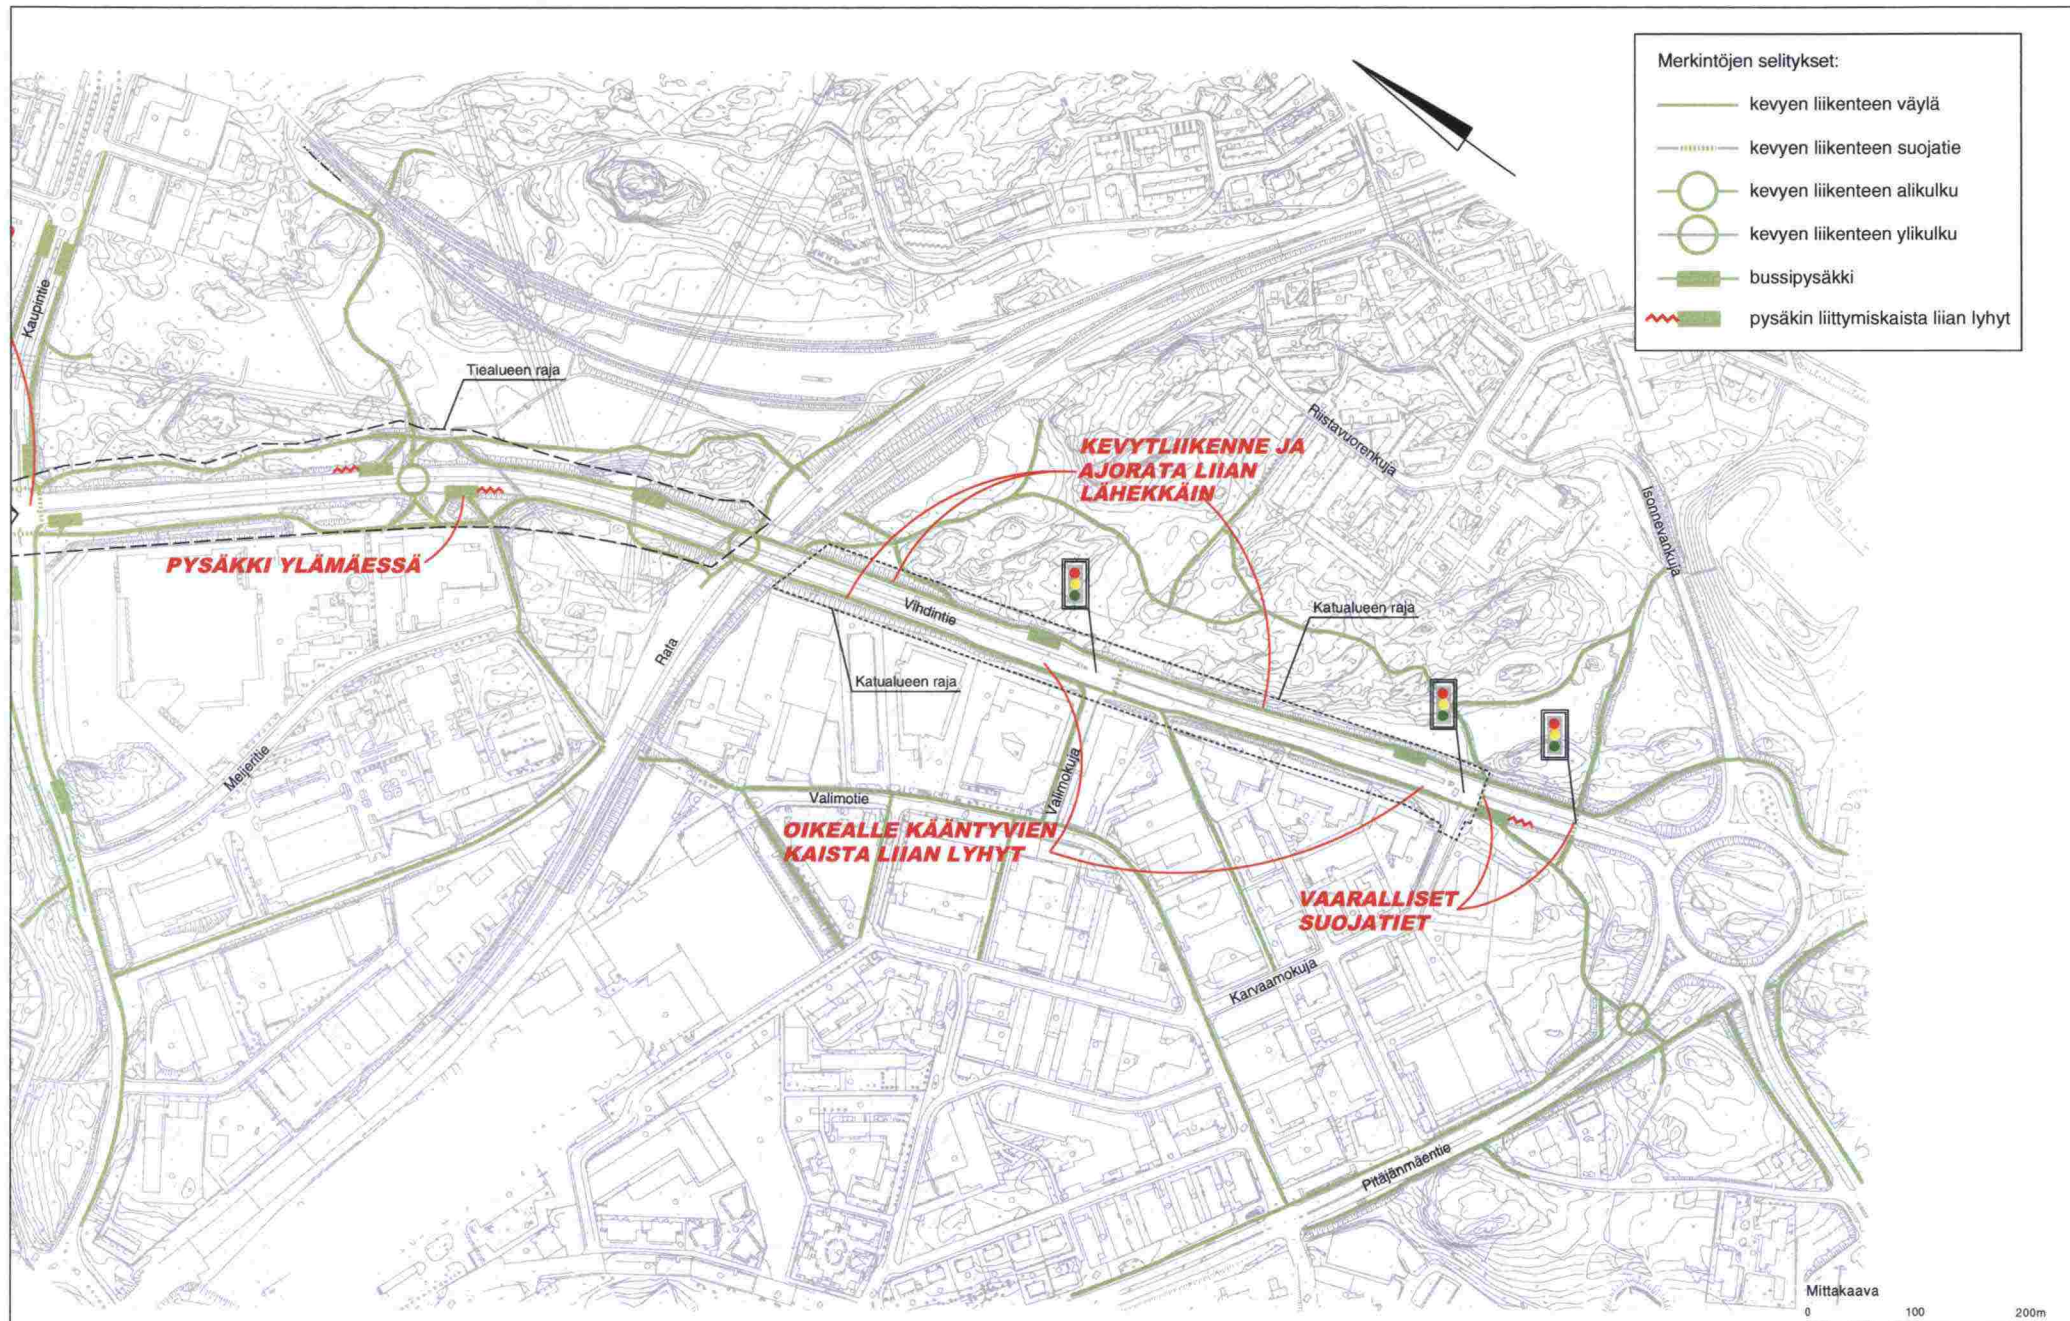 Merkintöjen selitykset:
kevyen liikenteen väylä
kevyen liikenteen suojatie
kevyen liikenteen alikulku
kevyen liikenteen ylikulku
bussipysäkki
pysäkin liittymiskaista liian lyhyt
Kaupintie
Tiealueen raja
KEVYTLIIKENNE JA
AJORATA LIIAN
LÄHEKKÄIN
Riistavuorenkuja
Isonnevankuja
PYSÄKKI YLÄMÄESSÄ
Vihdintie
Katualueen raja
Rata
Katualueen raja
Meijeritie
Valimotie
Valimokuja
OIKEALLE KÄÄNTYVIEN
KAISTA LIIAN LYHYT
VAARALLISET
SUOJATIET
Karvaamokuja
Pitäjänmäentie
Mittakaava
0 100 200m